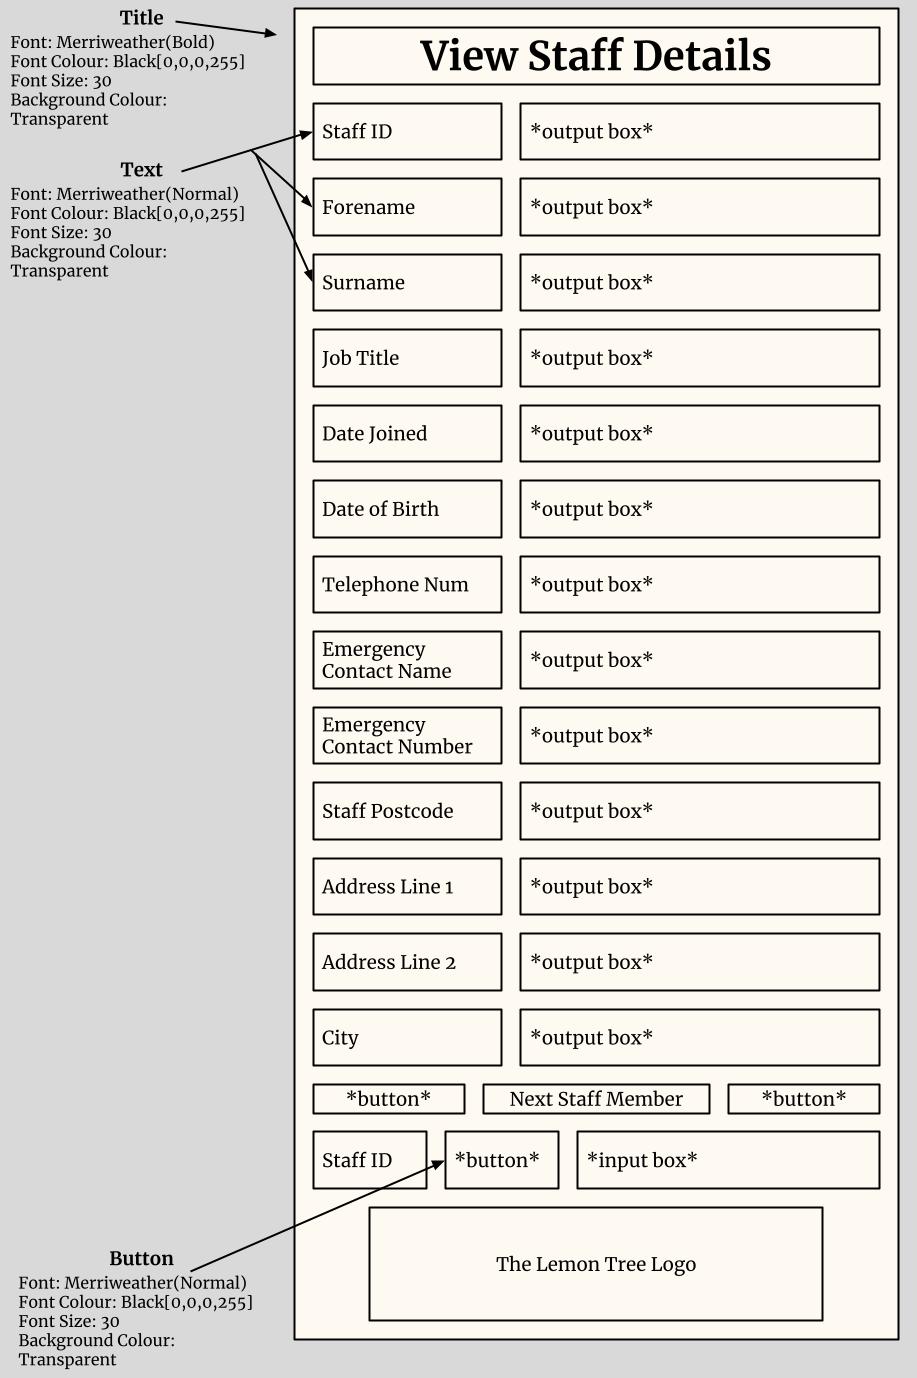 Title
Font: Merriweather(Bold)
Font Colour: Black[0,0,0,255]
Font Size: 30
Background Colour:
Transparent
Text
Font: Merriweather(Normal)
Font Colour: Black[0,0,0,255]
Font Size: 30
Background Colour:
Transparent
View Staff Details
Staff ID
*output box*
Forename
*output box*
Surname
*output box*
Job Title
*output box*
Date Joined
*output box*
Date of Birth
*output box*
Telephone Num
*output box*
Emergency
Contact Name
*output box*
Emergency
Contact Number
*output box*
Staff Postcode
*output box*
Address Line 1
*output box*
Address Line 2
*output box*
City
*output box*
*button*
Next Staff Member
*button*
Staff ID
*button*
*input box*
The Lemon Tree Logo
Button
Font: Merriweather(Normal)
Font Colour: Black[0,0,0,255]
Font Size: 30
Background Colour:
Transparent